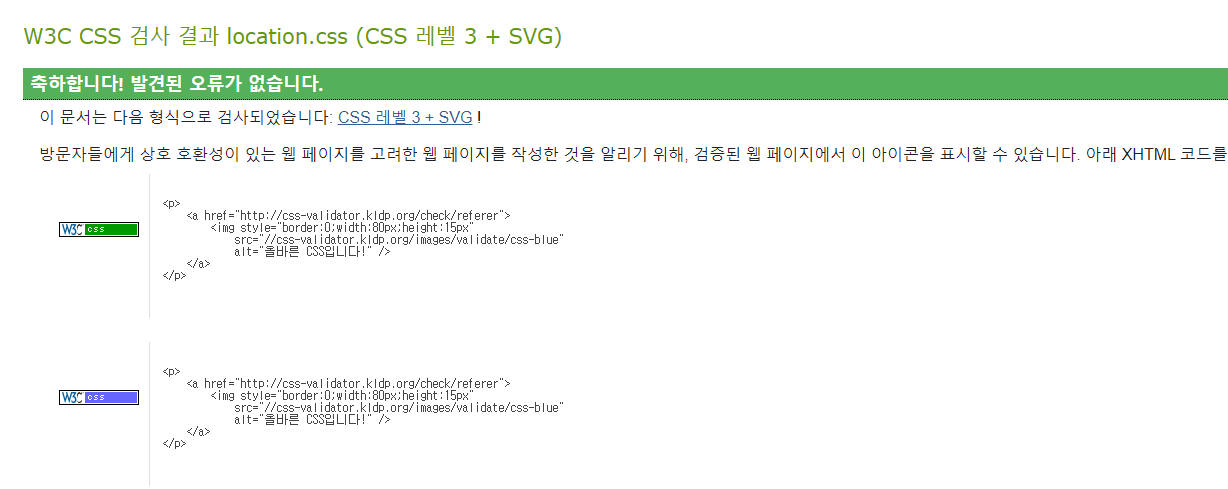 W3C CSS 검사 결과 location.css (CSS 레벨 3 + SVG)
축하합니다! 발견된 오류가 없습니다.
이 문서는 다음 형식으로 검사되었습니다: CSS 레벨 3 + SVG !
방문자들에게 상호 호환성이 있는 웹 페이지를 고려한 웹 페이지를 작성한 것을 알리기 위해, 검증된 웹 페이지에서 이 아이콘을 표시할 수 있습니다. 아래 XHTML 코드를
<p>
<a href="http://css-validator.kldp.org/check/referer">
<img style="border:0;width:80px;height:15px"
W3C css
src="//css-validator.kldp.org/images/validate/css-blue"
alt="올바른 CSS입니다!" />
</a>
</p>
<p>
<a href="http://css-validator.kldp.org/check/referer">
<img style="border:0;width:80px;height:15px"
W3C css
src="//css-validator.kldp.org/images/validate/css-blue"
alt="올바른 CSS입니다!" />
</a>
</p>